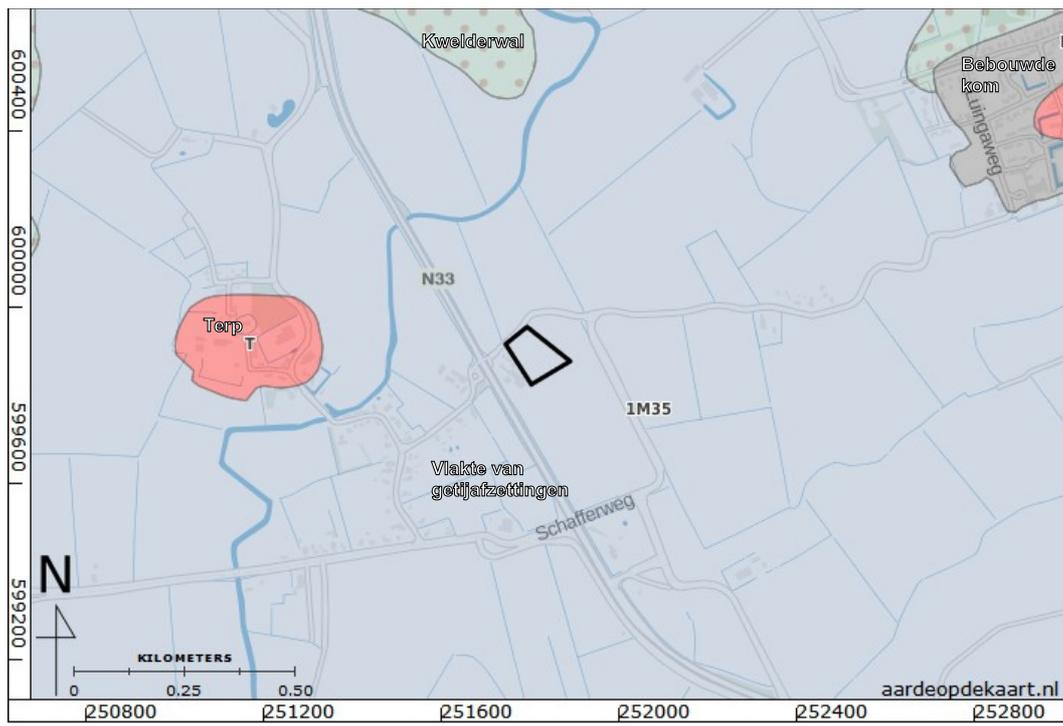 Kwelderwal
Bebouwde
kom
Luingaweg
600400
600000
N33
Terp
T
1M35
599600
Vlakte van
getijafzettingen
Schafferweg
N
599200
KILOMETERS
0 0.25 0.50
aardeopdekaart.nl
250800 251200 251600 252000 252400 252800